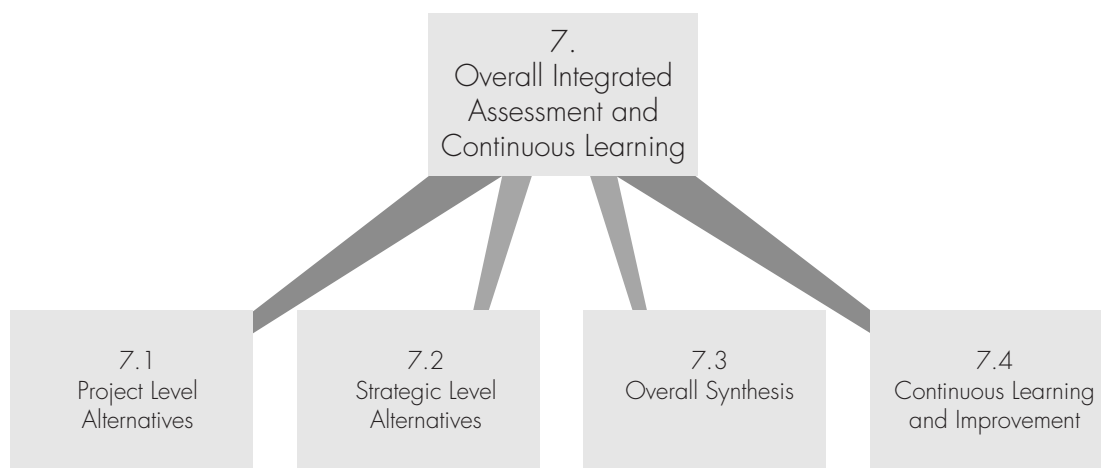 7.
Overall Integrated
Assessment and
Continuous Learning
7.1
Project Level
Alternatives
7.2
Strategic Level
Alternatives
7.3
Overall Synthesis
7.4
Continuous Learning
and Improvement